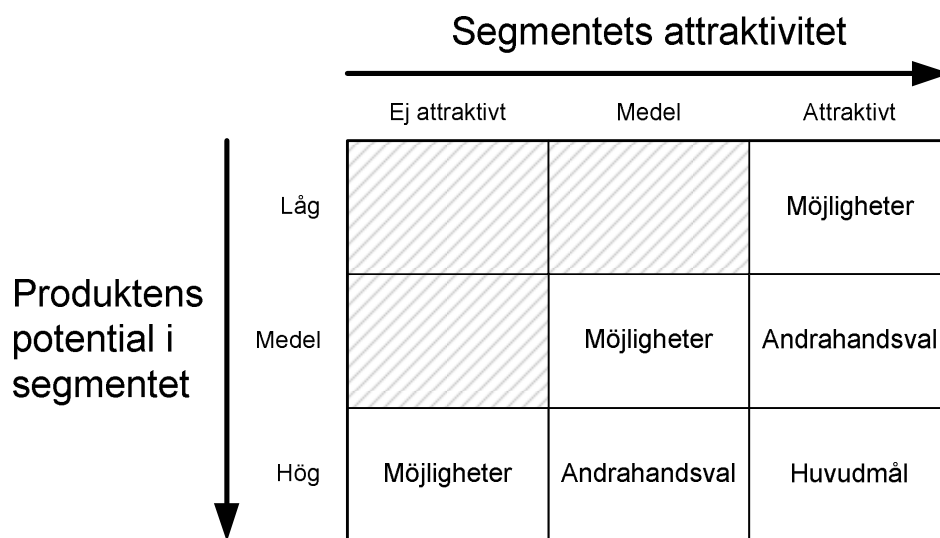 Segmentets attraktivitet
Ej attraktivt Medel Attraktivt
Låg Möjligheter
Produktens
potential i
segmentet
Medel Möjligheter Andrahandsval
Hög Möjligheter Andrahandsval Huvudmål